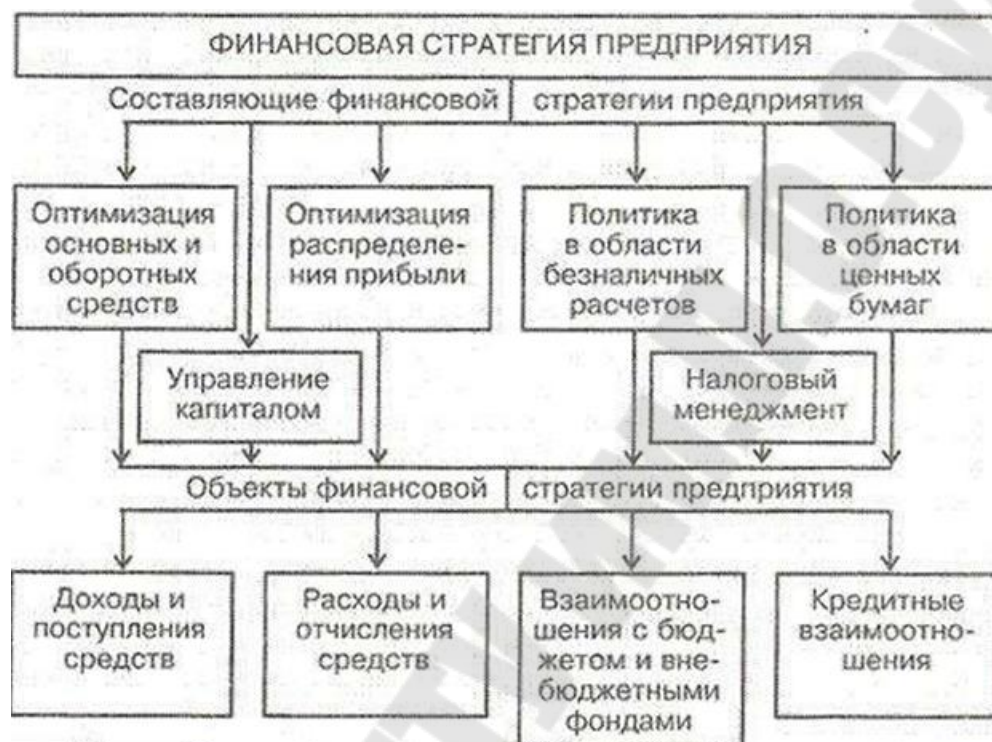 ФИНАНСОВАЯ СТРАТЕГИЯ ПРЕДПРИЯТИЯ
Составляющие финансовой стратегии предприятия
Оптимизация
основных и
оборотных
средств
Оптимизация
распределе-
ния прибыли
Политика
в области
безналичных
расчетов
Политика
в области
ценных
бумаг
Управление
капиталом
Налоговый
менеджмент
Объекты финансовой стратегии предприятия
Доходы и
поступления
средств
Расходы и
отчисления
средств
Взаимоотно-
шения с бюд-
жетом и вне-
бюджетными
фондами
Кредитные
взаимоотно-
шения